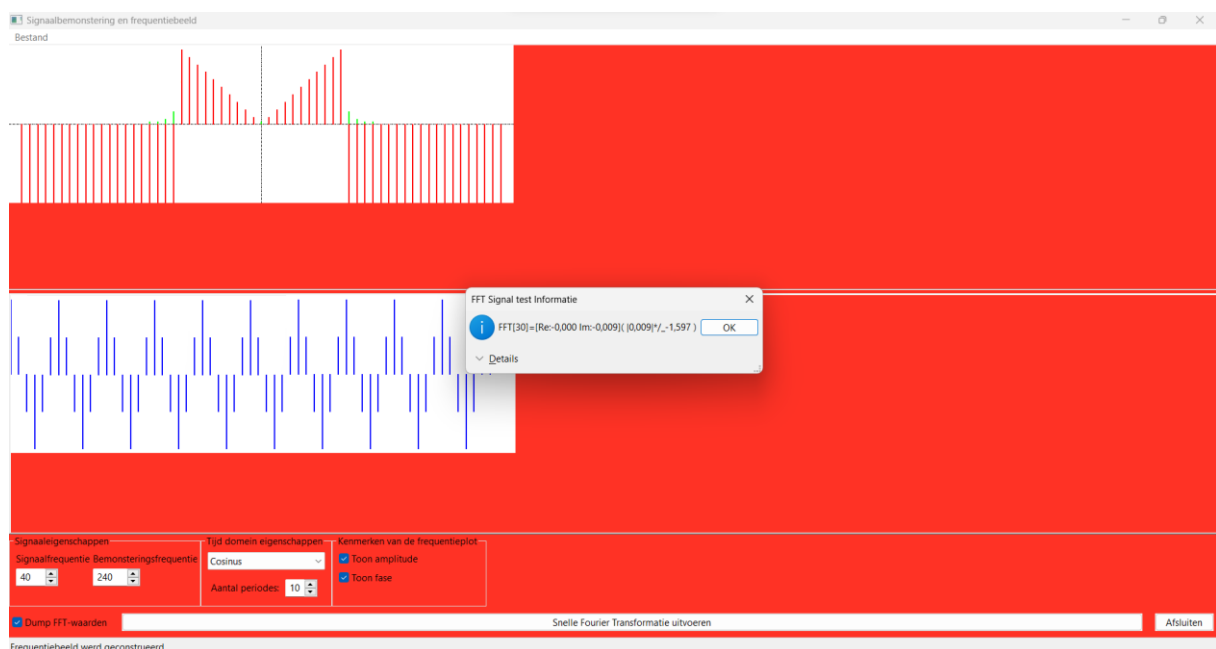 Signaalbemonstering en frequentiebeeld
Bestand
FFT Signal test Informatie
FFT[30]=[Re:-0,000 Im:-0,009]( |0,009|*/_-1,597 )
OK
Details
Signaaleigenschappen
Tijd domein eigenschappen
Kenmerken van de frequentieplot
Signaalfrequentie Bemonsteringsfrequentie
Cosinus
Toon amplitude
40
240
Aantal periodes:
10
Toon fase
Dump FFT-waarden
Snelle Fourier Transformatie uitvoeren
Afsluiten
Frequentiebeeld werd geconstrueerd